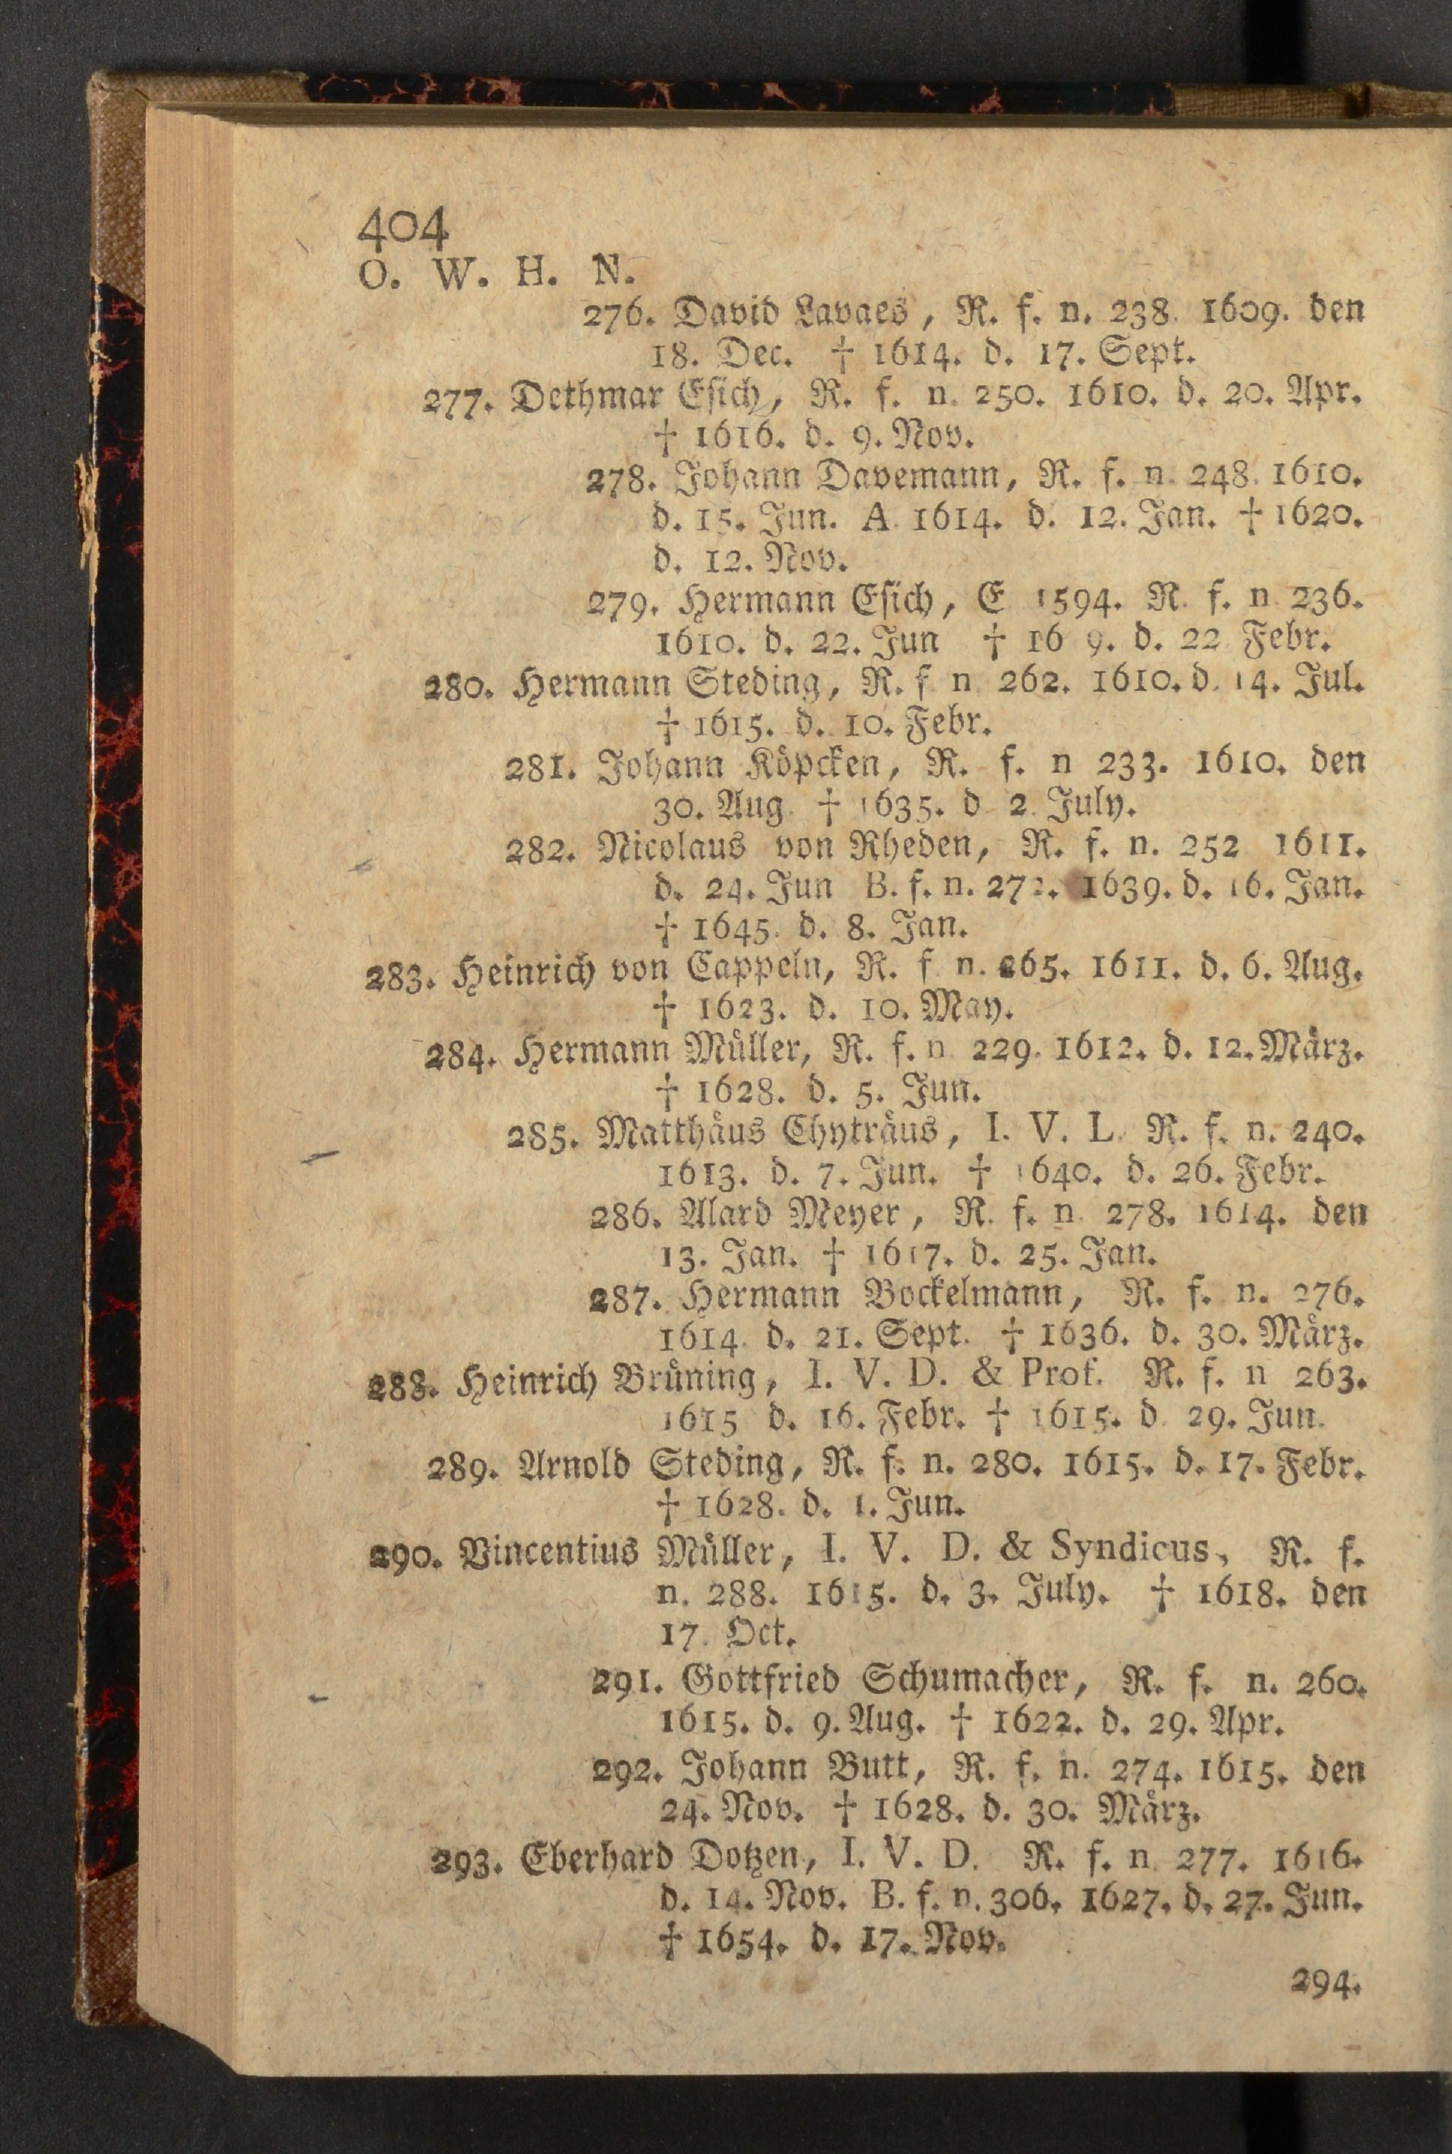 404
O. W. H. N.
276. David Lavaes, R. f. n. 238. 1609. den
18. Dec. † 1614. d. 17. Sept.
277. Dethmar Esich, R. f. n. 250. 1610. d. 20. Apr.
† 1616. d. 9. Nov.
278. Johann Davemann, R. f. n. 248. 1610.
d. 15. Jun. A. 1614. d. 12. Jan. † 1620.
d. 12. Nov.
279. Hermann Esich, E 1594. R. f. n. 236.
1610. d. 22. Jun † 16 9. d. 22 Febr.
280. Hermann Steding, R. f n 262. 1610. d. 14. Jul.
† 1615. d. 10. Febr.
281. Johann Köpcken, R. f. n 233. 1610. den
30. Aug. † 1635. d 2. July.
282. Nicolaus von Rheden, R. f. n. 252 1611.
d. 24. Jun B. f. n. 272. 1639. d. 16. Jan.
† 1645. d. 8. Jan.
283. Heinrich von Cappeln, R. f n. 265. 1611. d. 6. Aug.
† 1623. d. 10. May.
284. Hermann Müller, R. f. n 229. 1612. d. 12. März.
† 1628. d. 5. Jun.
285. Matthäus Chyträus, I. V. L. R. f. n. 240.
1613. d. 7. Jun. † 1640. d. 26. Febr.
286. Alard Meyer, R. f. n. 278. 1614. den
13. Jan. † 1617. d. 25. Jan.
287. Hermann Bockelmann, R. f. n. 276.
1614. d. 21. Sept. † 1636. d. 30. März.
288. Heinrich Brüning, I. V. D. & Prof. R. f. n 263.
1615 d. 16. Febr. † 1615. d. 29. Jun.
289. Arnold Steding, R. f. n. 280. 1615. d. 17. Febr.
† 1628. d. 1. Jun.
290. Vincentius Müller, I. V. D. & Syndicus, R. f.
n. 288. 1615. d. 3. July. † 1618. den
17. Oct.
291. Gottfried Schumacher, R. f. n. 260.
1615. d. 9. Aug. † 1622. d. 29. Apr.
292. Johann Butt, R. f. n. 274. 1615. den
24. Nov. † 1628. d. 30. März.
293. Eberhard Dotzen, I. V. D. R. f. n. 277. 1616.
d. 14. Nov. B. f. n. 306. 1627. d. 27. Jun.
† 1654. d. 17. Nov.
294.